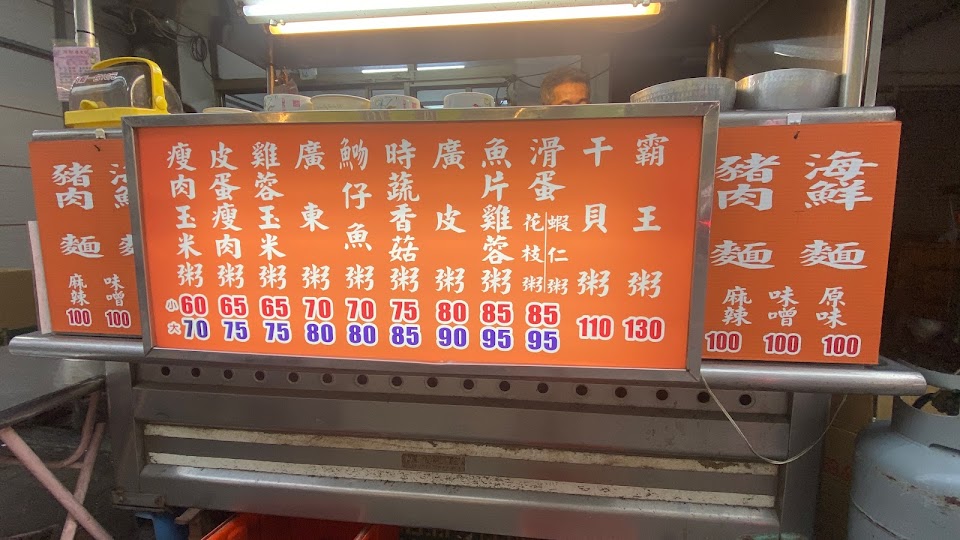 豬肉麵
海鮮麵
麻辣 味噌
100 100
瘦肉玉米粥
皮蛋瘦肉粥
雞蓉玉米粥
廣東粥
魩仔魚粥
時蔬香菇粥
廣皮粥
魚片雞蓉粥
滑蛋花枝粥 蝦仁粥
干貝粥
霸王粥
小 60 65 65 70 70 75 80 85 85 110 130
大 70 75 75 80 80 85 90 95 95
豬肉麵
海鮮麵
麻辣 味噌 原味
100 100 100